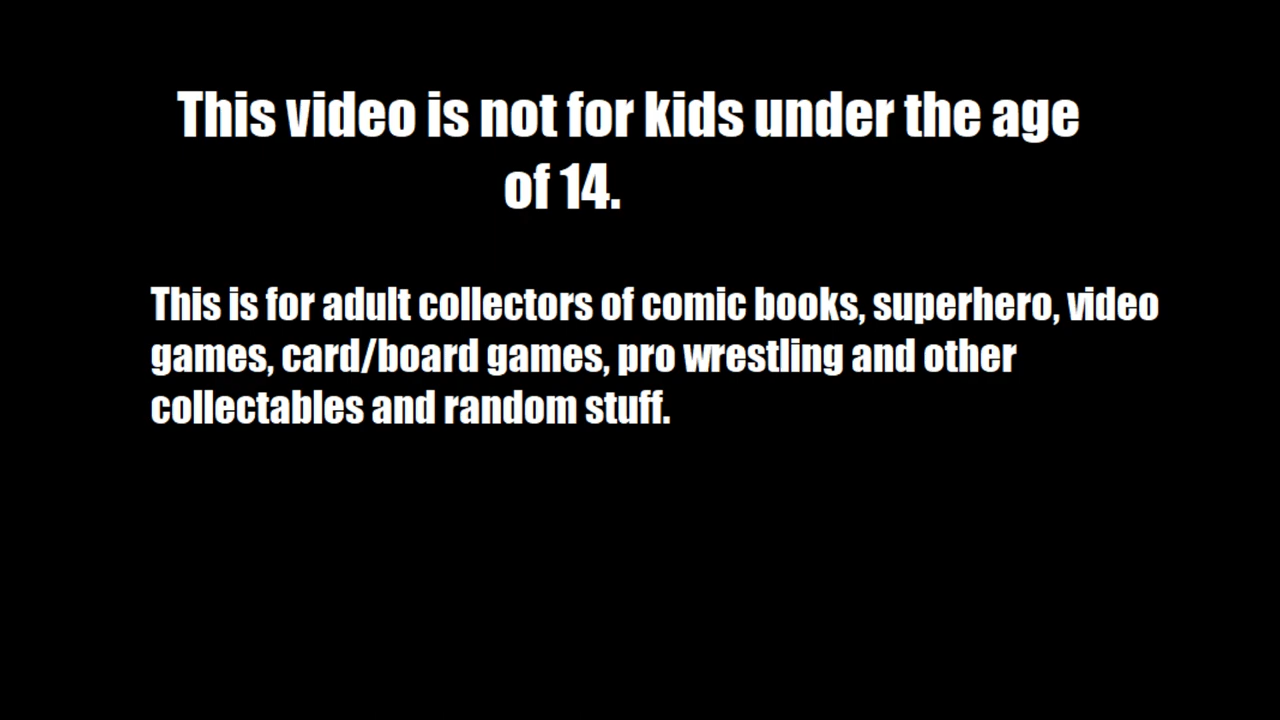 This video is not for kids under the age
of 14.
This is for adult collectors of comic books, superhero, video
games, card/board games, pro wrestling and other
collectables and random stuff.